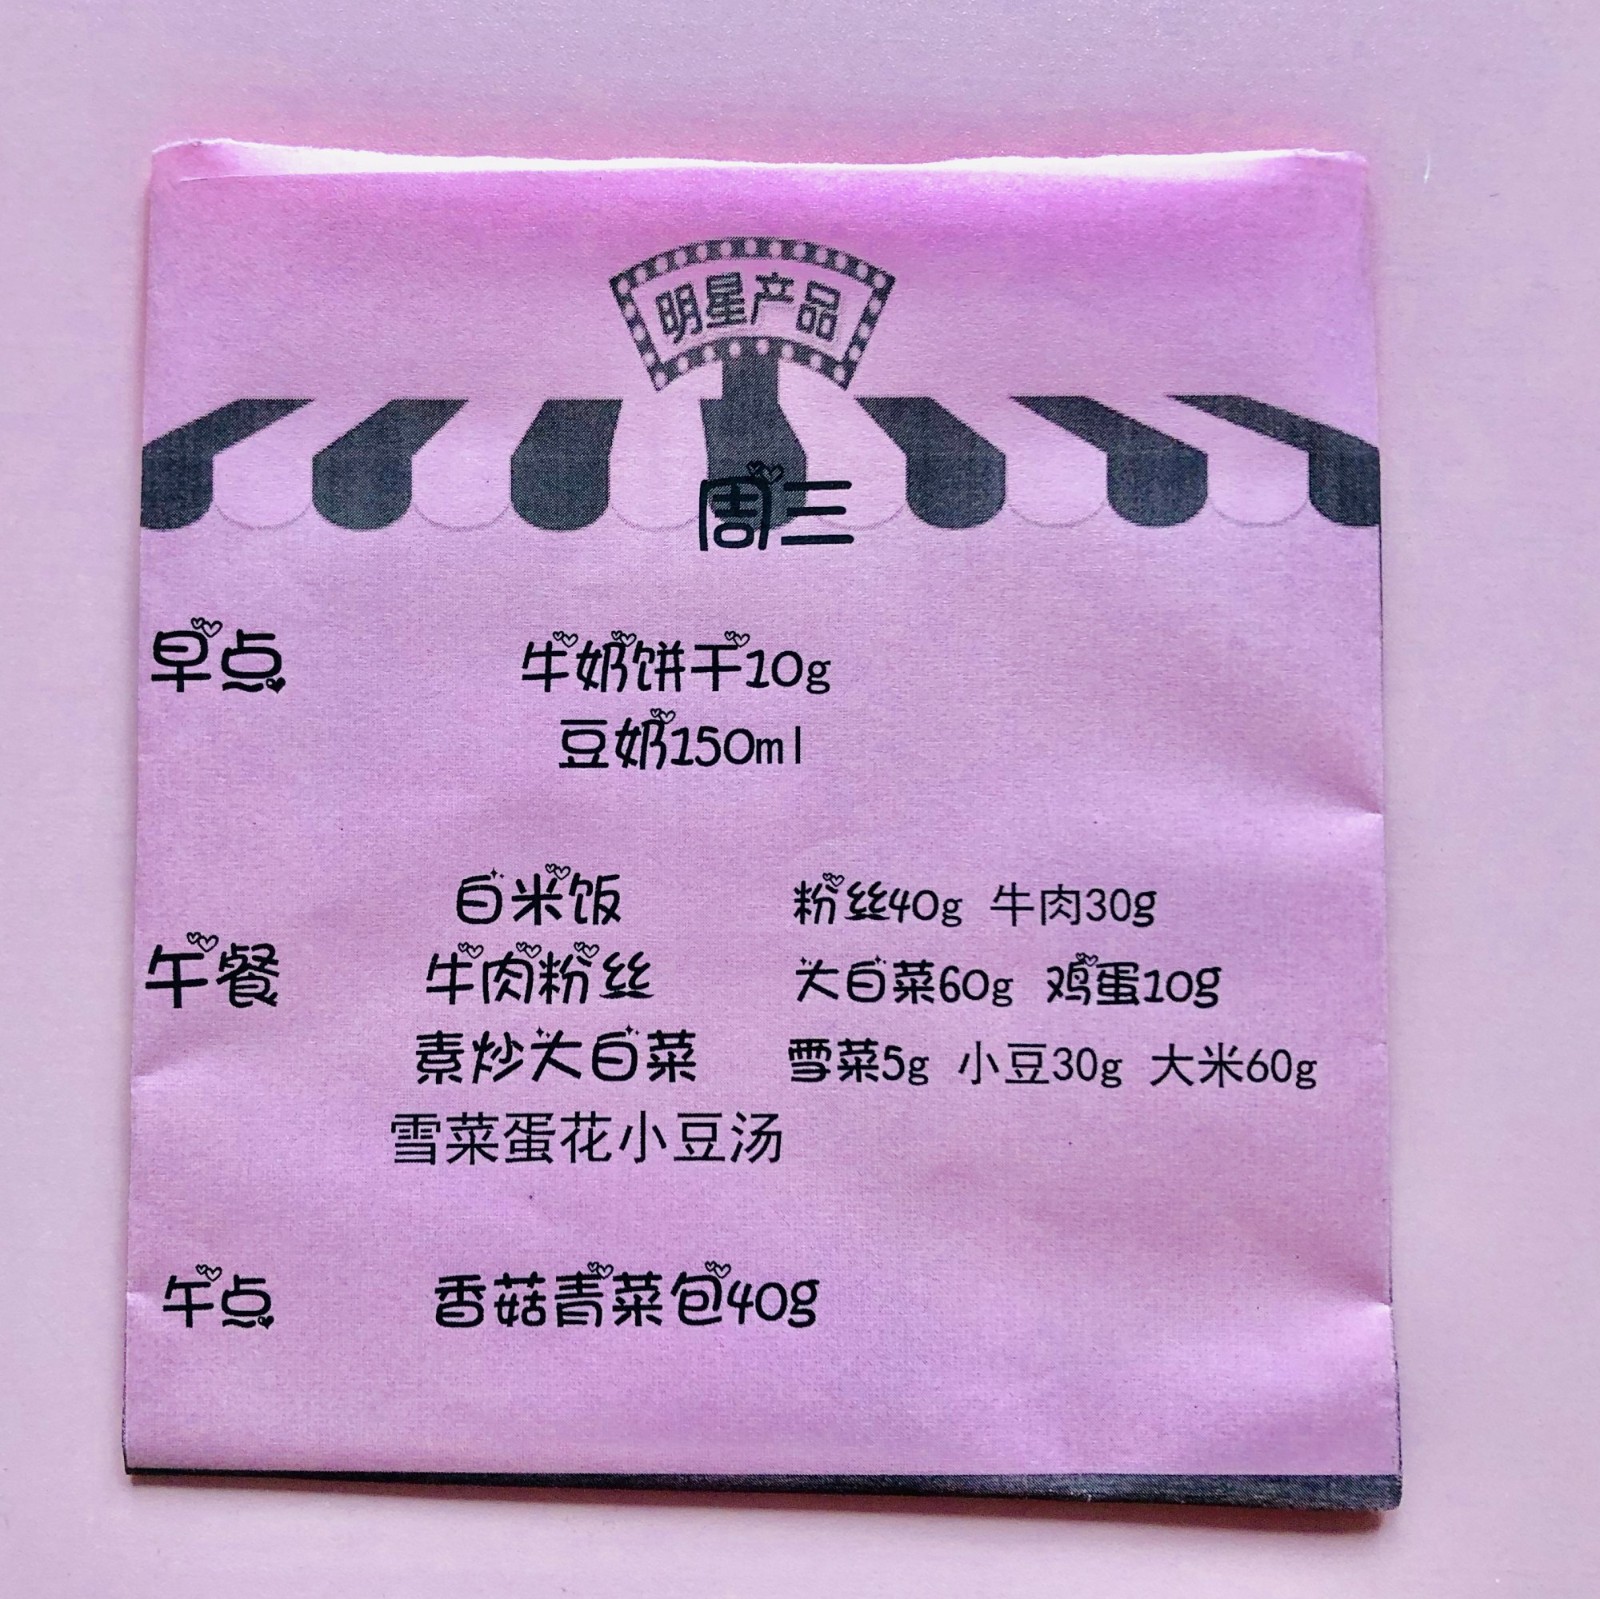 明星产品
周三
早点 牛奶饼干10g
豆奶150ml
白米饭 粉丝40g 牛肉30g
午餐 牛肉粉丝 大白菜60g 鸡蛋10g
素炒大白菜 雪菜5g 小豆30g 大米60g
雪菜蛋花小豆汤
午点 香菇青菜包40g